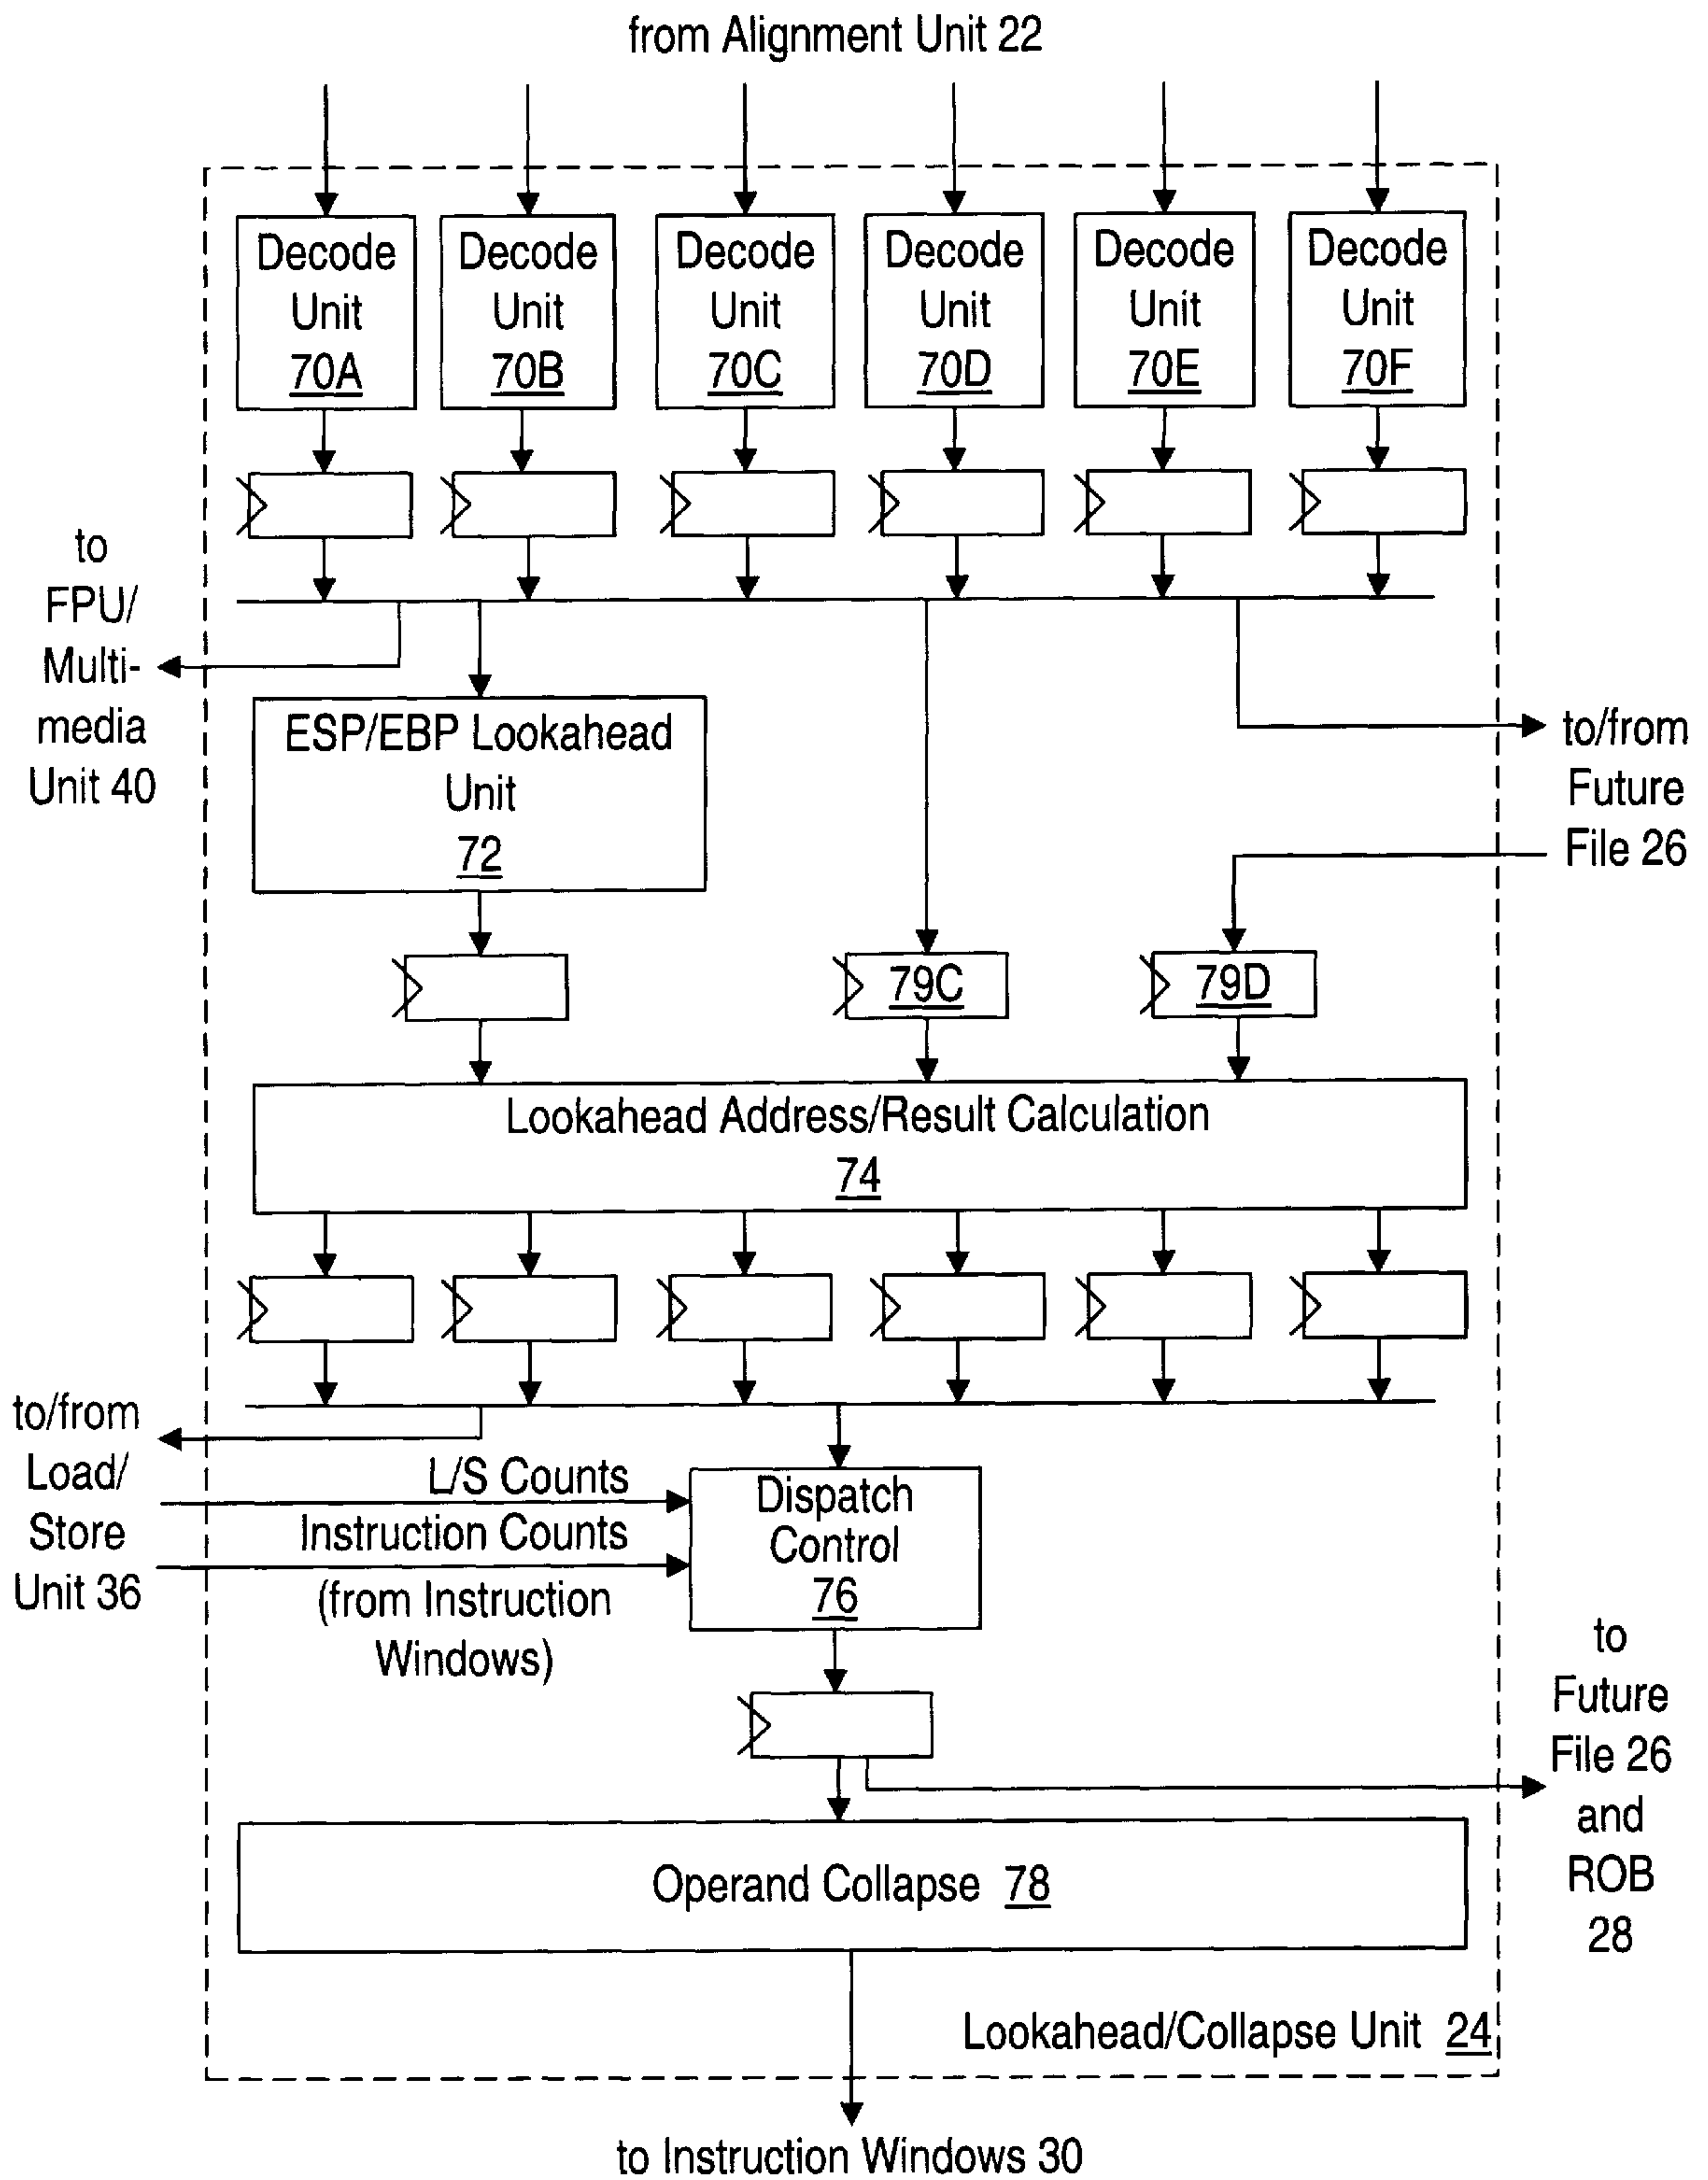 from Alignment Unit 22
Decode
Unit
70A
Decode
Unit
70B
Decode
Unit
70C
Decode
Unit
70D
Decode
Unit
70E
Decode
Unit
70F
to
FPU/
Multi-
media
Unit 40
ESP/EBP Lookahead
Unit
72
to/from
Future
File 26
79C
79D
Lookahead Address/Result Calculation
74
to/from
Load/
Store
Unit 36
L/S Counts
Instruction Counts
(from Instruction
Windows)
Dispatch
Control
76
to
Future
File 26
and
ROB
28
Operand Collapse 78
Lookahead/Collapse Unit 24
to Instruction Windows 30